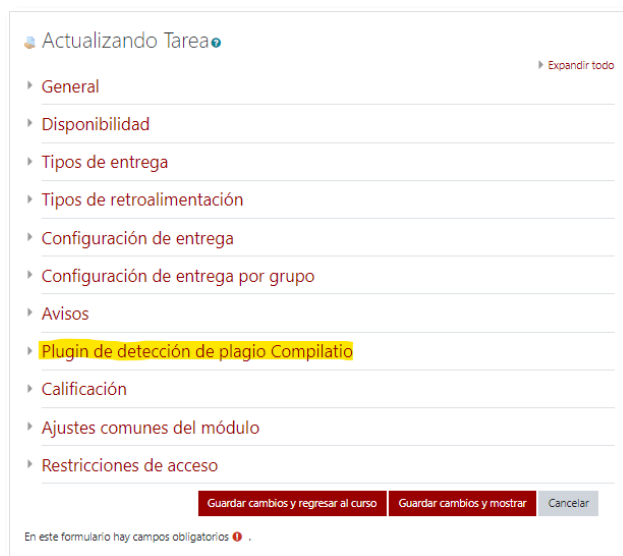 Actualizando Tarea
Expandir todo
General
Disponibilidad
Tipos de entrega
Tipos de retroalimentación
Configuración de entrega
Configuración de entrega por grupo
Avisos
Plugin de detección de plagio Compilatio
Calificación
Ajustes comunes del módulo
Restricciones de acceso
Guardar cambios y regresar al curso Guardar cambios y mostrar Cancelar
En este formulario hay campos obligatorios .